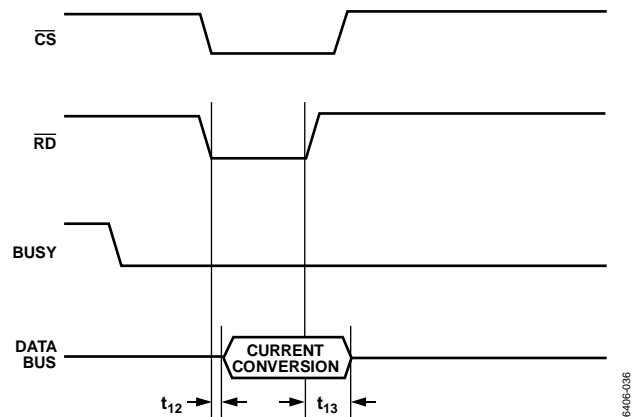 CS
RD
BUSY
DATA
BUS
CURRENT
CONVERSION
t12
t13
6406-036